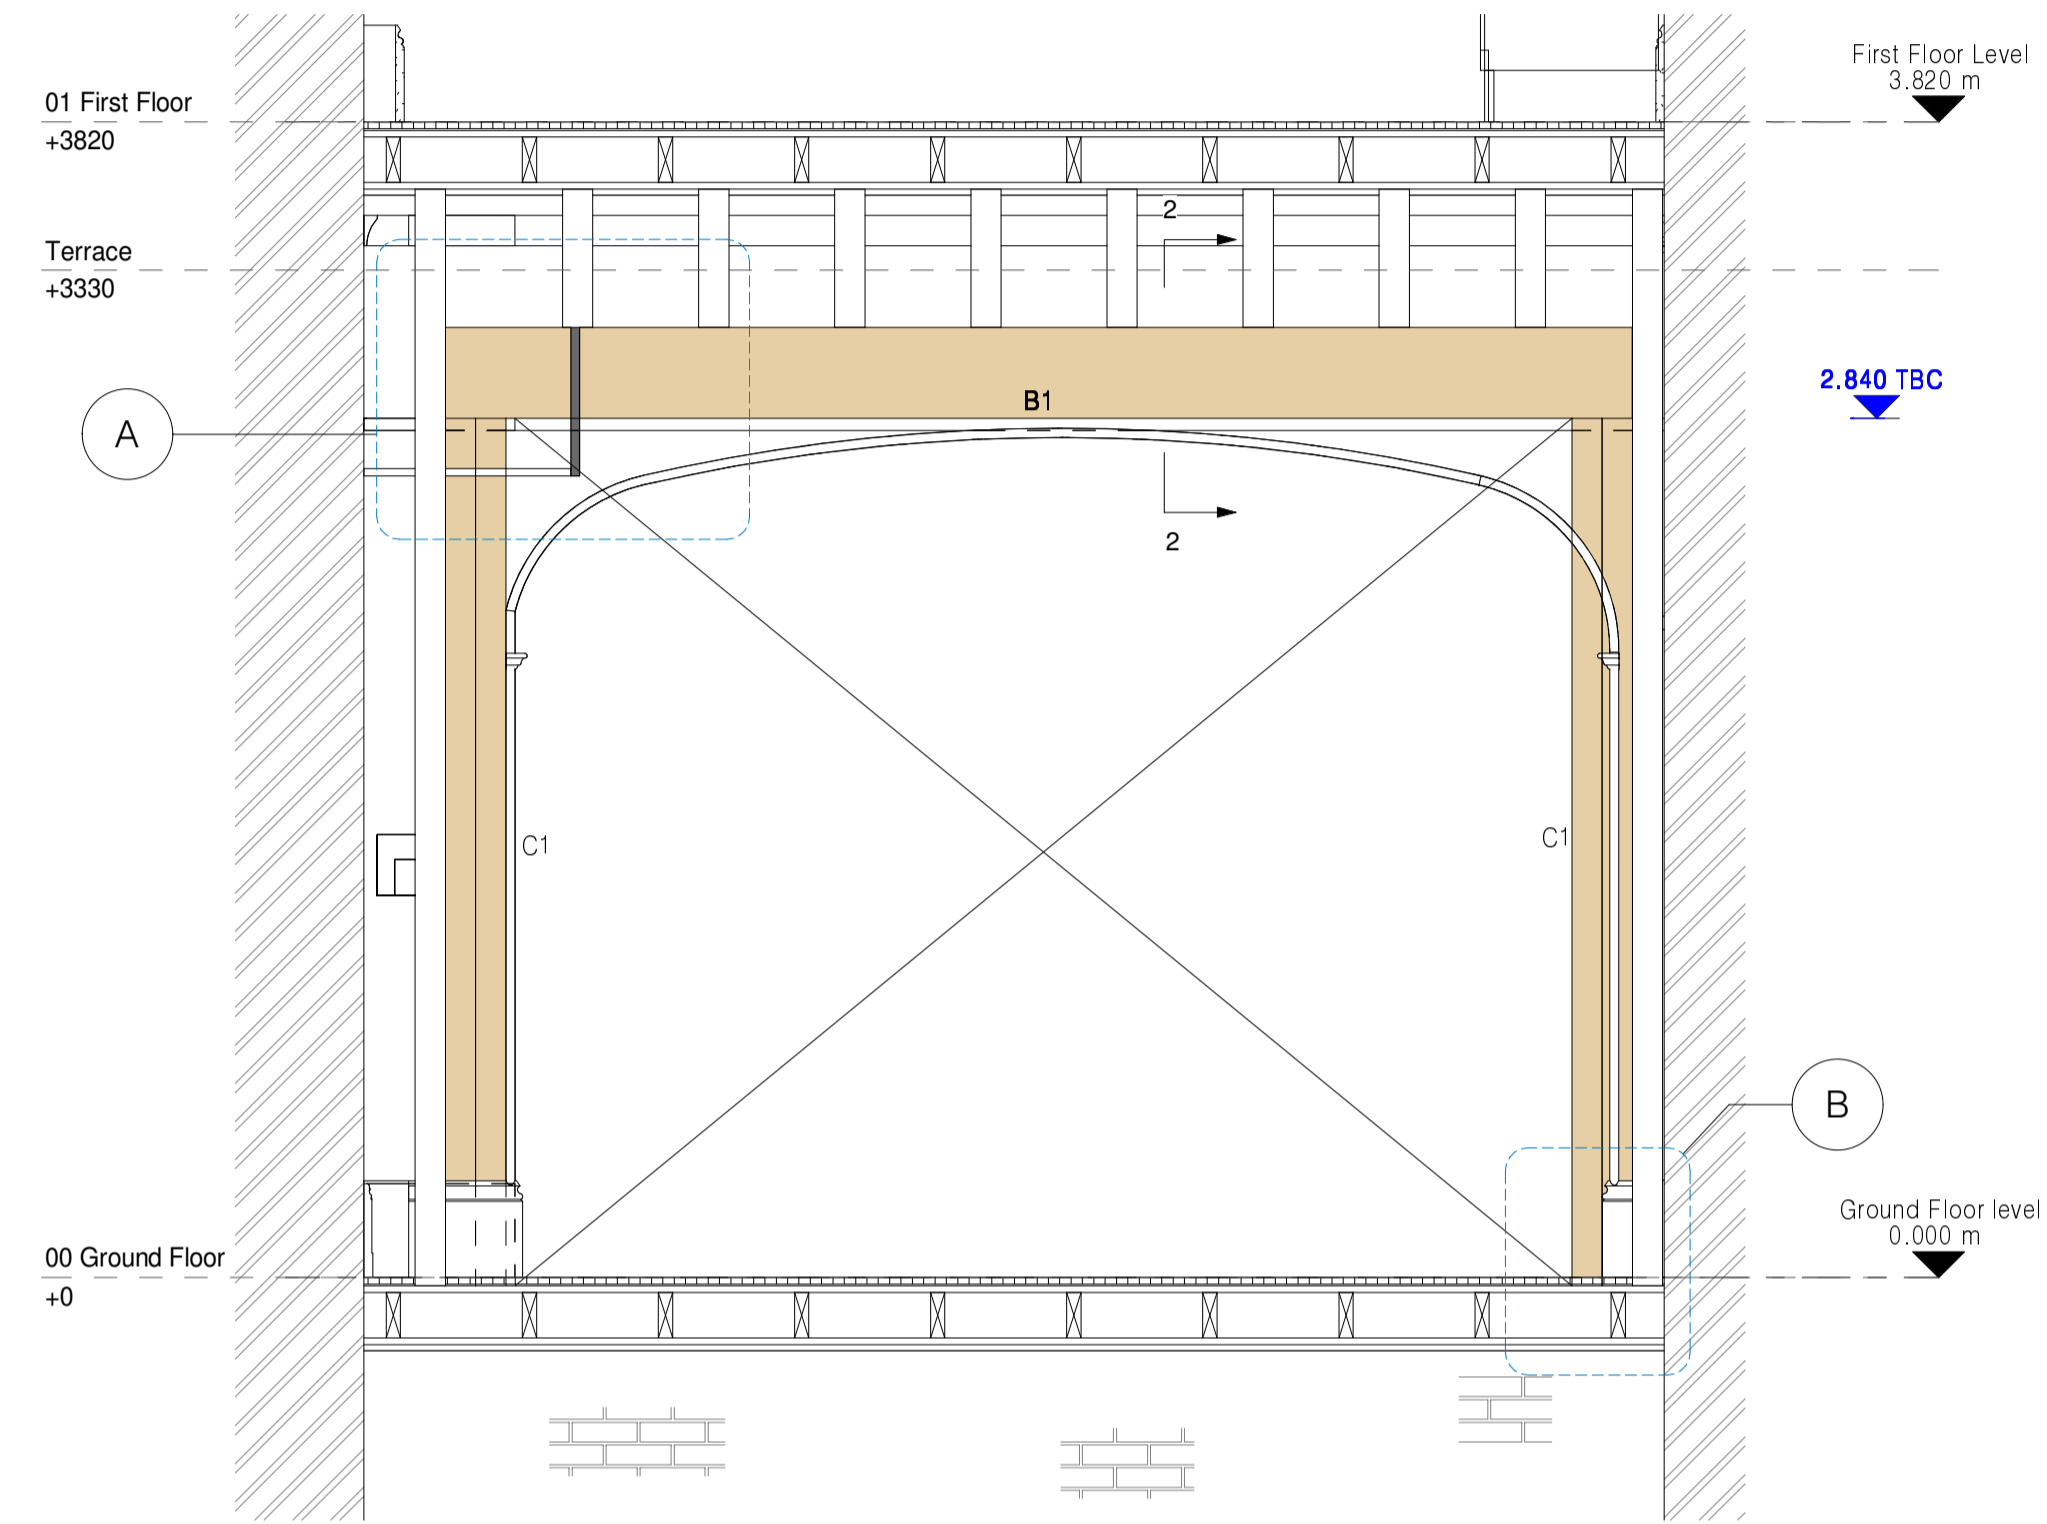 First Floor Level
3.820 m
01 First Floor
+3820
2
Terrace
+3330
2.840 TBC
B1
A
2
C1
C1
B
Ground Floor level
0.000 m
00 Ground Floor
+0